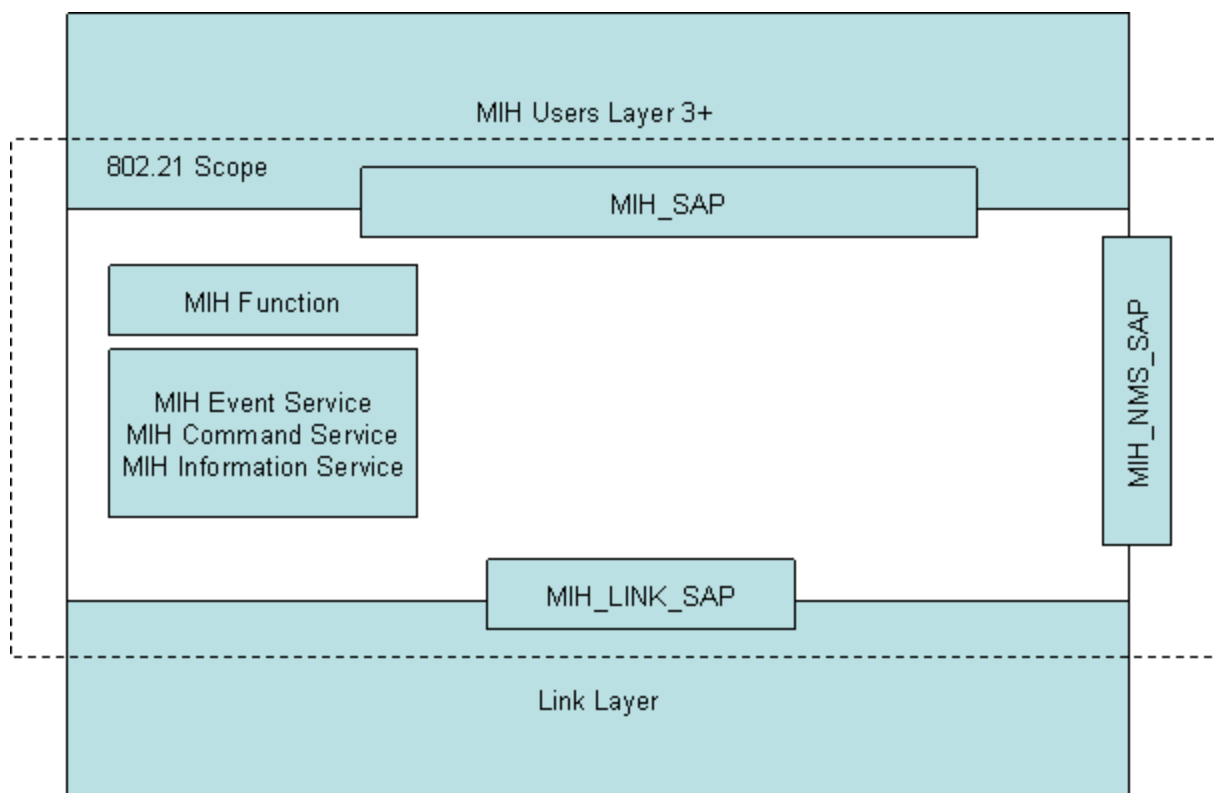 MIH Users Layer 3+
802.21 Scope
MIH_SAP
MIH Function
MIH_NMS_SAP
MIH Event Service
MIH Command Service
MIH Information Service
MIH_LINK_SAP
Link Layer